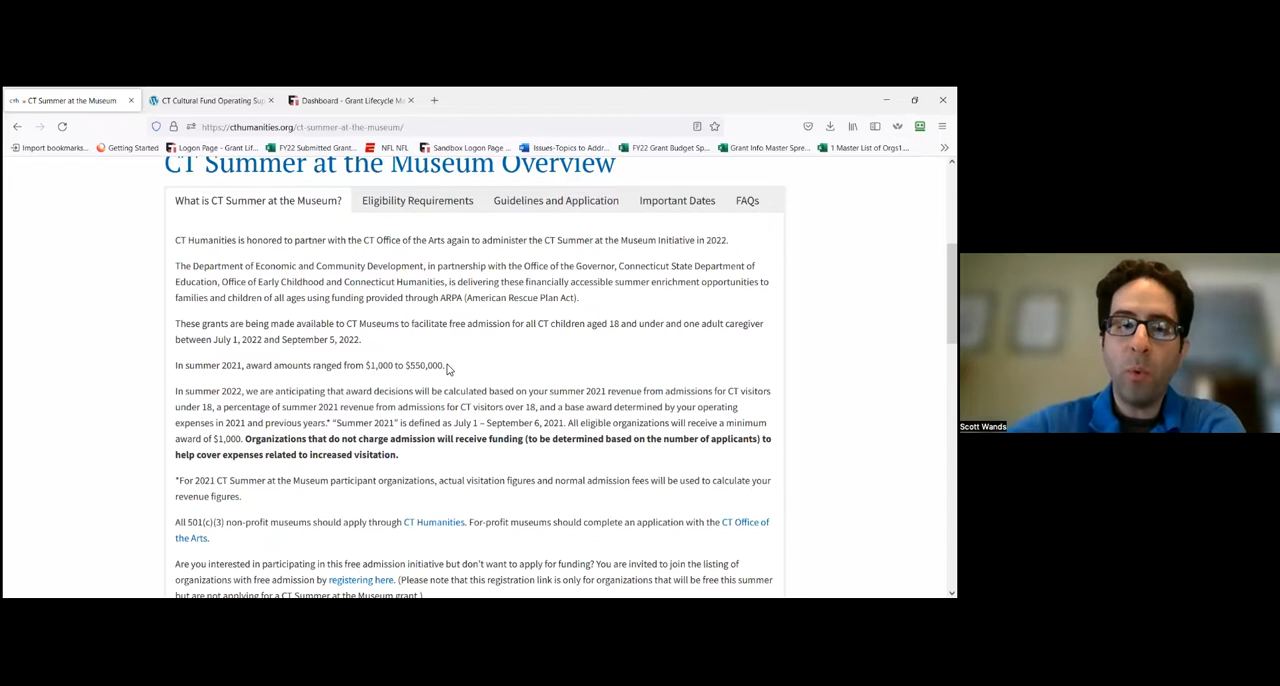 CT Summer at the Museum
CT Cultural Fund Operating Sup
Dashboard - Grant Lifecycle Ma
https://cthumanities.org/ct-summer-at-the-museum/
Import bookmarks...
Getting Started
Logon Page - Grant Lif...
FY22 Submitted Grant...
NFL NFL
Sandbox Logon Page ...
Issues-Topics to Addr...
FY22 Grant Budget Sp...
Grant Info Master Spre...
1 Master List of Orgs1...
CT Summer at the Museum Overview
What is CT Summer at the Museum?
Eligibility Requirements
Guidelines and Application
Important Dates
FAQs
CT Humanities is honored to partner with the CT Office of the Arts again to administer the CT Summer at the Museum Initiative in 2022.
The Department of Economic and Community Development, in partnership with the Office of the Governor, Connecticut State Department of
Education, Office of Early Childhood and Connecticut Humanities, is delivering these financially accessible summer enrichment opportunities to
families and children of all ages using funding provided through ARPA (American Rescue Plan Act).
These grants are being made available to CT Museums to facilitate free admission for all CT children aged 18 and under and one adult caregiver
between July 1, 2022 and September 5, 2022.
In summer 2021, award amounts ranged from $1,000 to $550,000.
In summer 2022, we are anticipating that award decisions will be calculated based on your summer 2021 revenue from admissions for CT visitors
under 18, a percentage of summer 2021 revenue from admissions for CT visitors over 18, and a base award determined by your operating
expenses in 2021 and previous years.* “Summer 2021” is defined as July 1 – September 6, 2021. All eligible organizations will receive a minimum
award of $1,000. Organizations that do not charge admission will receive funding (to be determined based on the number of applicants) to
help cover expenses related to increased visitation.
*For 2021 CT Summer at the Museum participant organizations, actual visitation figures and normal admission fees will be used to calculate your
revenue figures.
All 501(c)(3) non-profit museums should apply through CT Humanities. For-profit museums should complete an application with the CT Office of
the Arts.
Are you interested in participating in this free admission initiative but don't want to apply for funding? You are invited to join the listing of
organizations with free admission by registering here. (Please note that this registration link is only for organizations that will be free this summer
but are not applying for a CT Summer at the Museum grant.)
Scott Wands